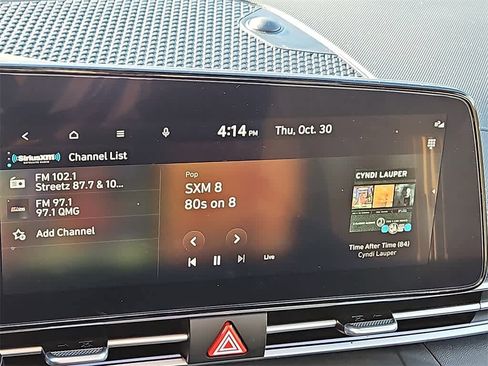 4:14 PM Thu, Oct. 30
SiriusXM Channel List
FM 102.1
Streetz 87.7 & 10...
FM 97.1
97.1 QMG
Add Channel
Pop
SXM 8
80s on 8
Live
CYNDI LAUPER
Time After Time (84)
Cyndi Lauper